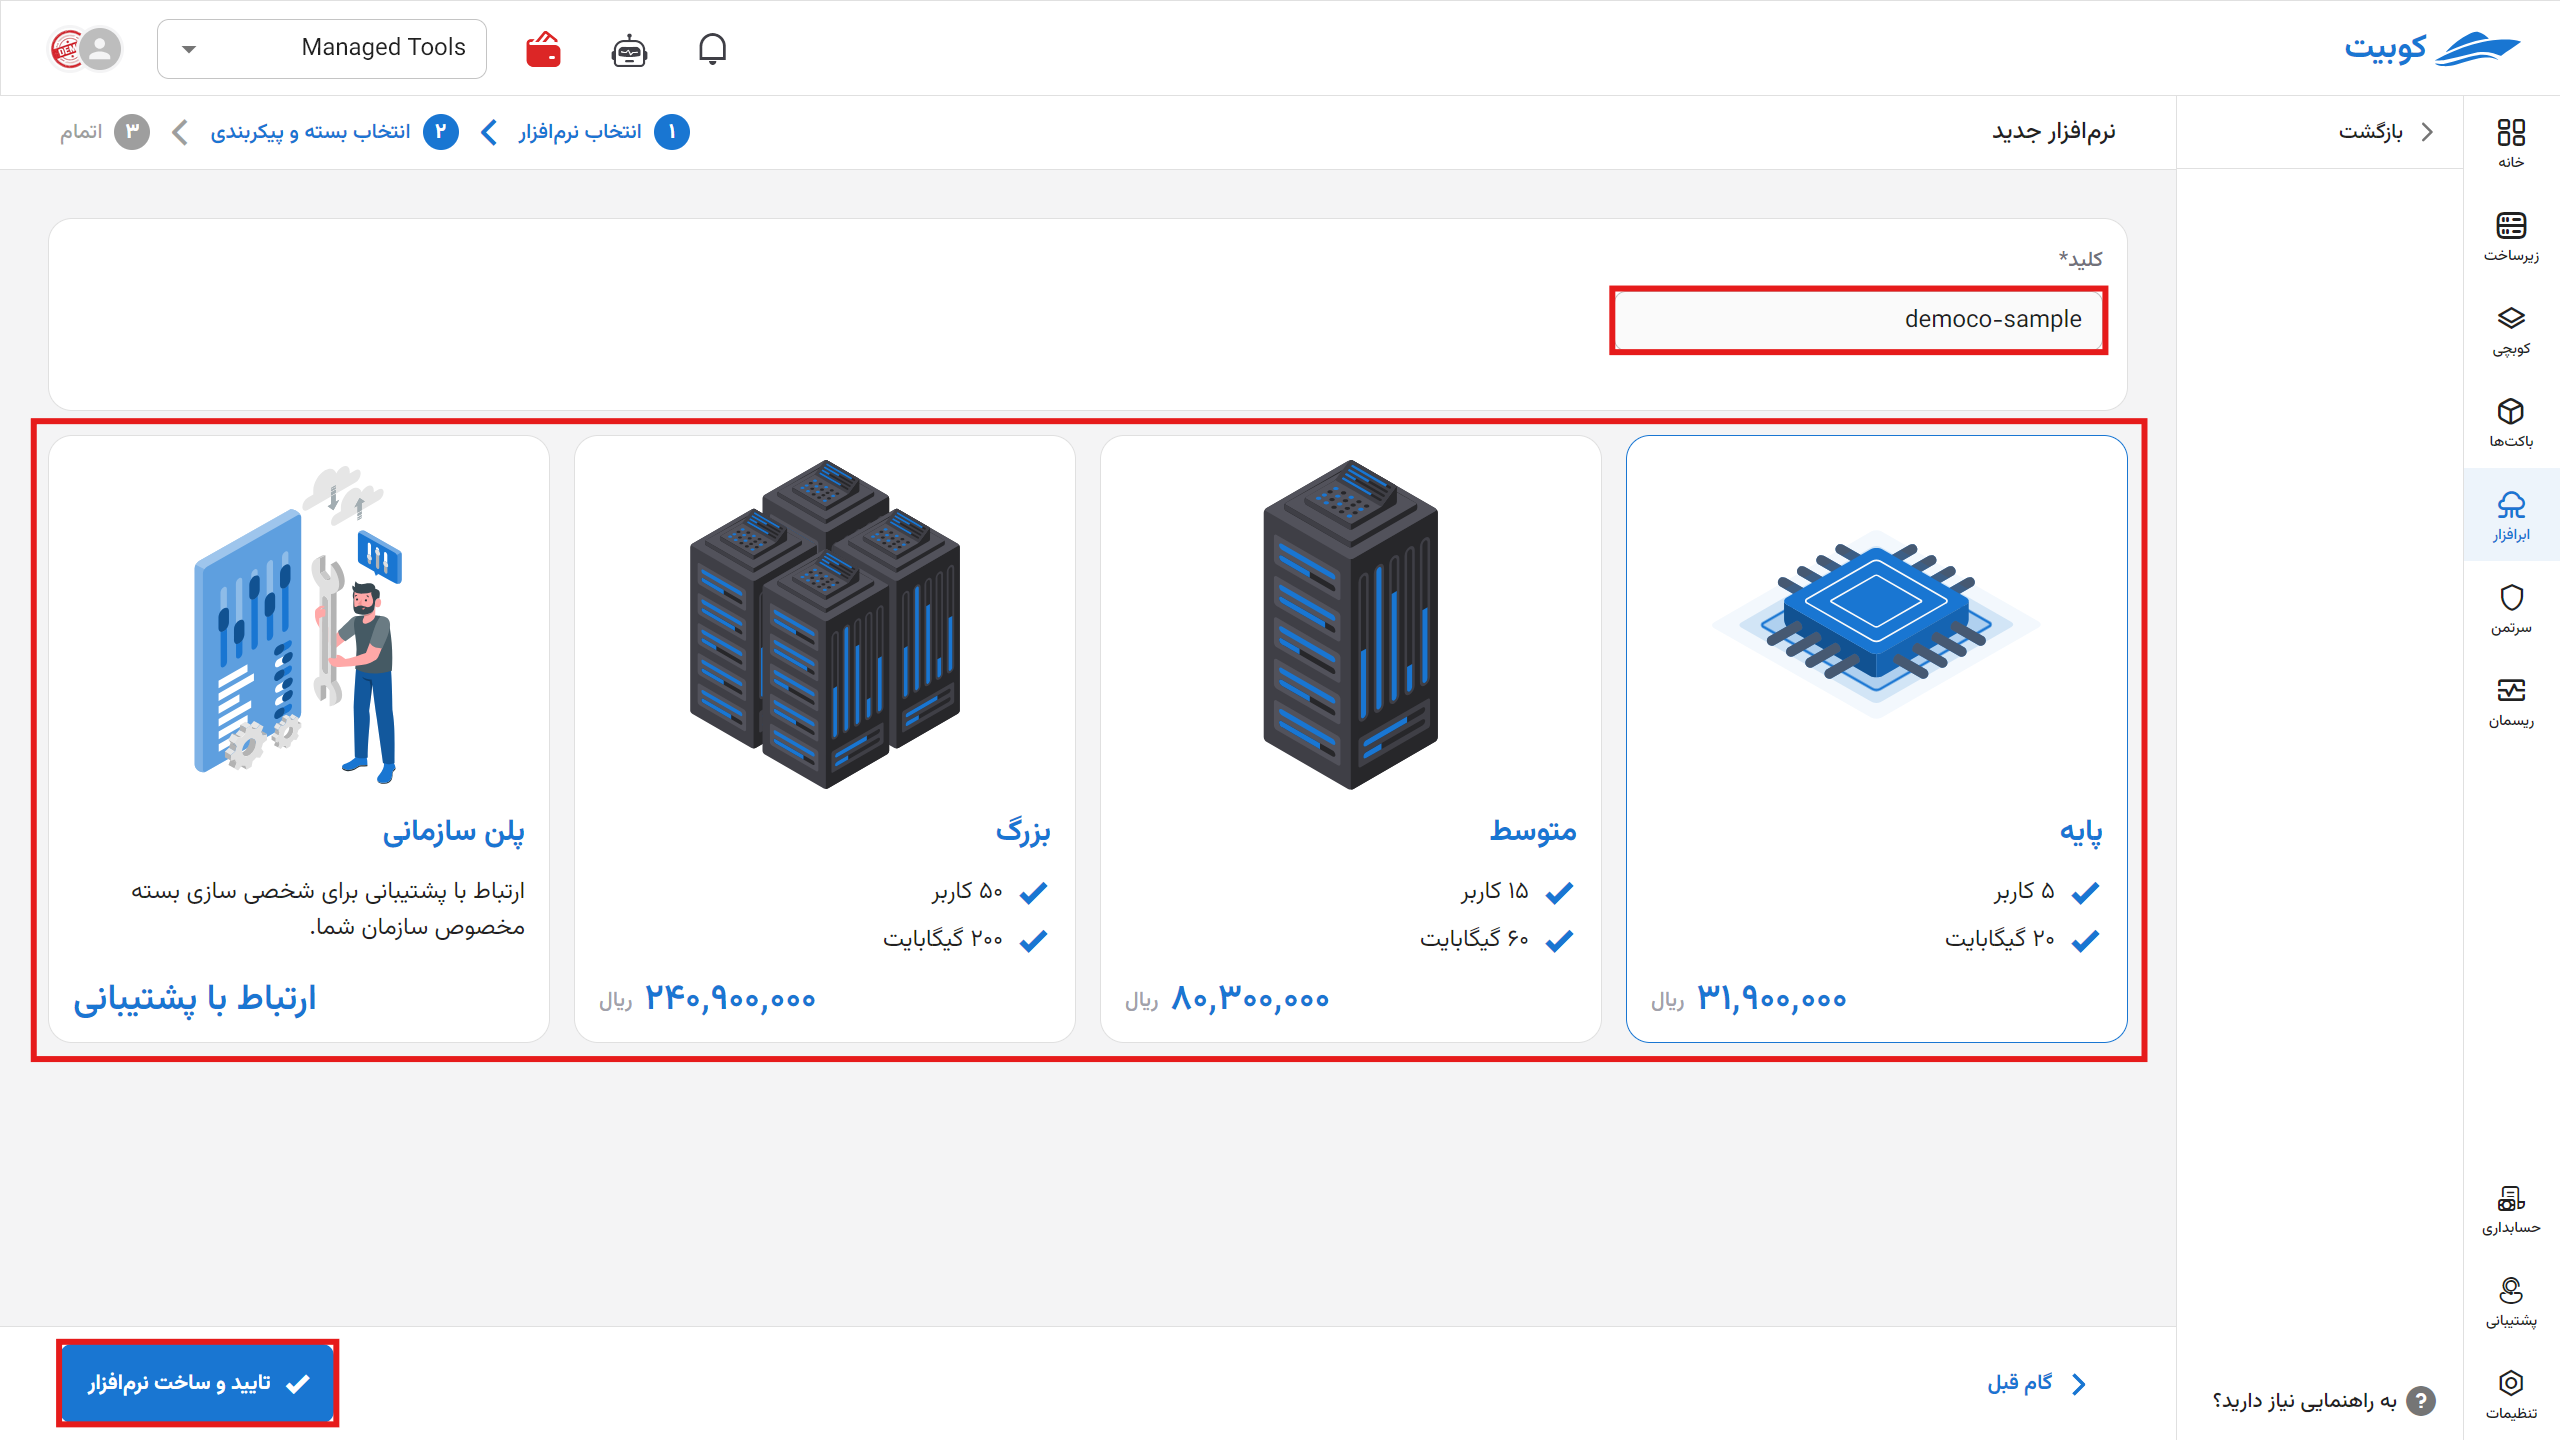 کوبیت
Managed Tools
DEMO
خانه
زیرساخت
کوبچی
باکت‌ها
ابرافزار
سرتمن
ریسمان
حسابداری
پشتیبانی
تنظیمات
بازگشت
به راهنمایی نیاز دارید؟
نرم‌افزار جدید
۱ انتخاب نرم‌افزار
۲ انتخاب بسته و پیکربندی
۳ اتمام
کلید*
democo-sample
پایه
۵ کاربر
۲۰ گیگابایت
۳۱,۹۰۰,۰۰۰ ریال
متوسط
۱۵ کاربر
۶۰ گیگابایت
۸۰,۳۰۰,۰۰۰ ریال
بزرگ
۵۰ کاربر
۲۰۰ گیگابایت
۲۴۰,۹۰۰,۰۰۰ ریال
پلن سازمانی
ارتباط با پشتیبانی برای شخصی سازی بسته
مخصوص سازمان شما.
ارتباط با پشتیبانی
گام قبل
تایید و ساخت نرم‌افزار